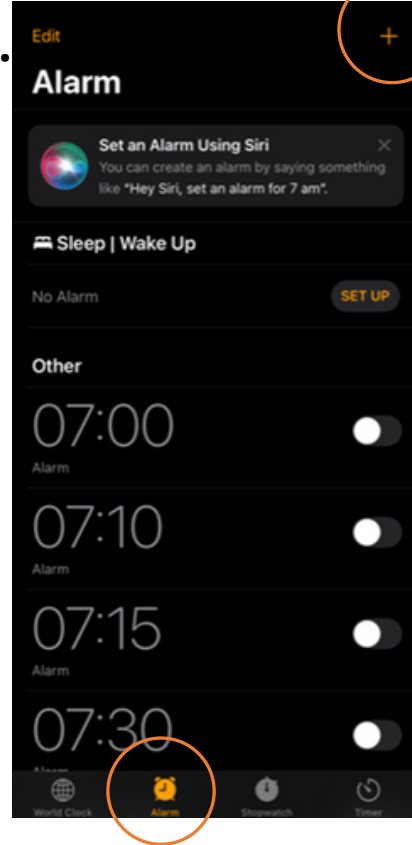 Edit +
Alarm
Set an Alarm Using Siri
You can create an alarm by saying something
like "Hey Siri, set an alarm for 7 am".
Sleep | Wake Up
No Alarm SET UP
Other
07:00
Alarm
07:10
Alarm
07:15
Alarm
07:30
Alarm
World Clock Alarm Stopwatch Timer